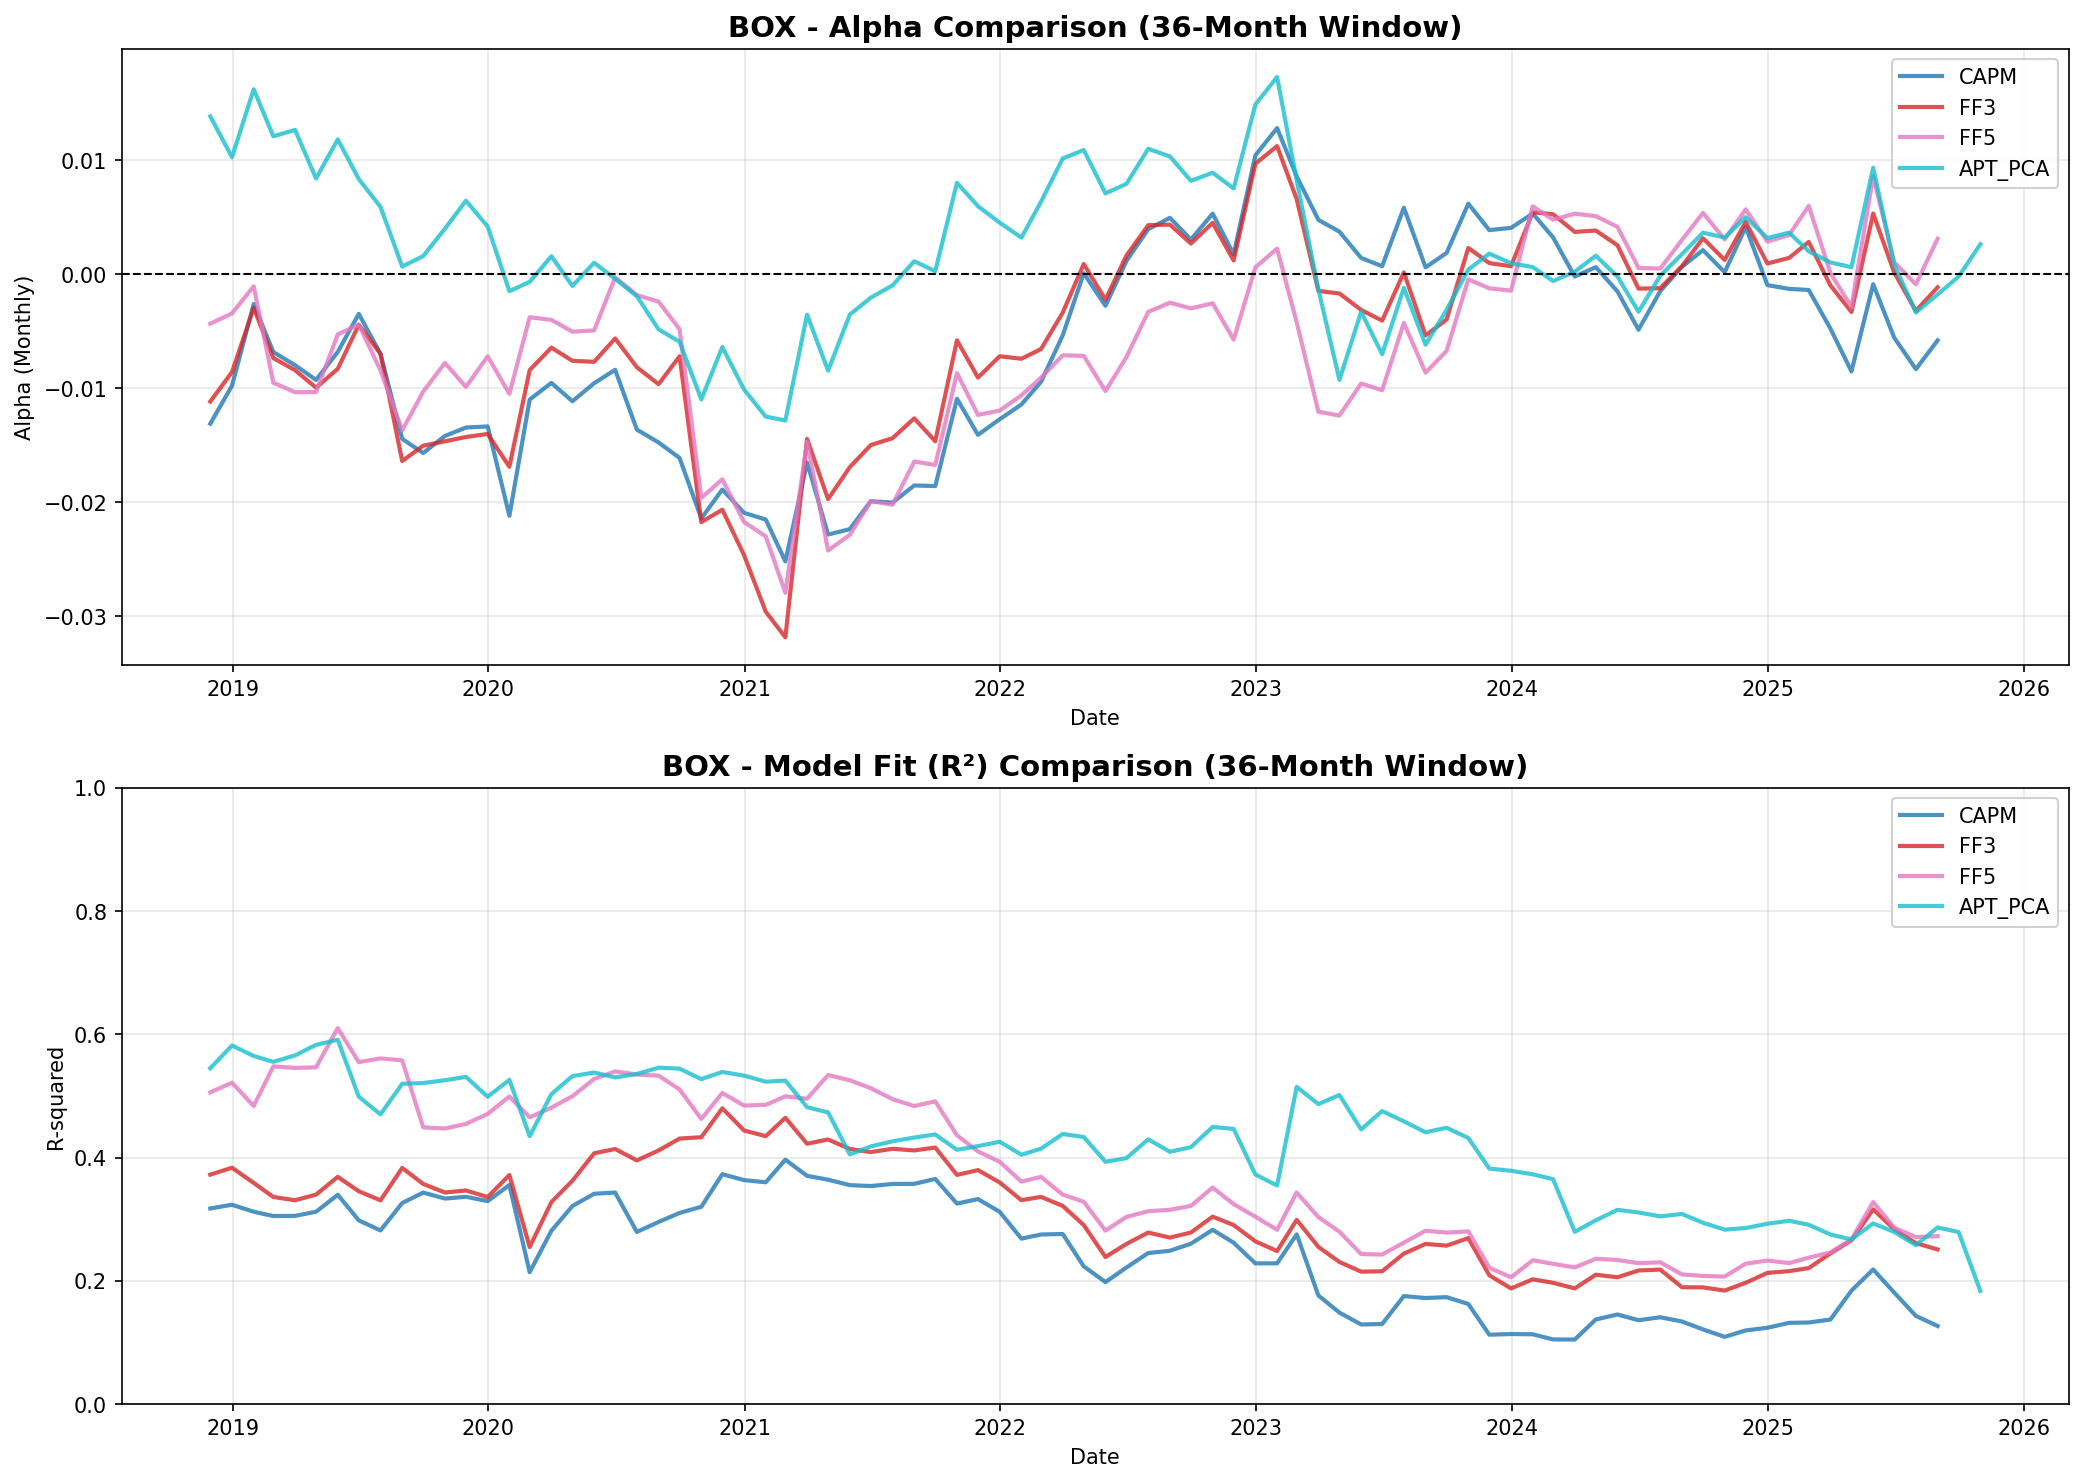 BOX - Alpha Comparison (36-Month Window)
CAPM
FF3
FF5
APT_PCA
Alpha (Monthly)
0.01
0.00
−0.01
−0.02
−0.03
2019 2020 2021 2022 2023 2024 2025 2026
Date
BOX - Model Fit (R²) Comparison (36-Month Window)
CAPM
FF3
FF5
APT_PCA
R-squared
1.0
0.8
0.6
0.4
0.2
0.0
2019 2020 2021 2022 2023 2024 2025 2026
Date